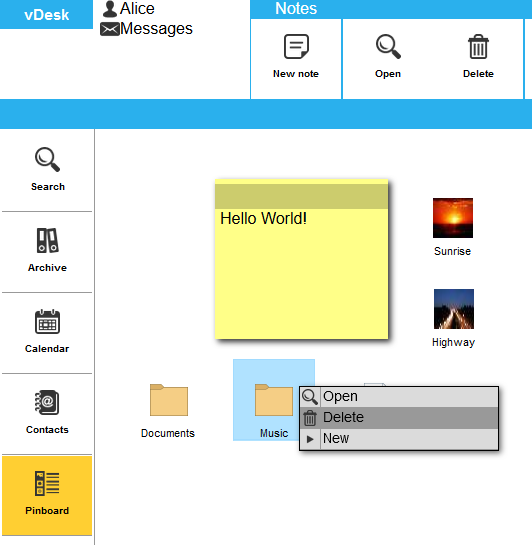 vDesk
Alice
Messages
Notes
New note
Open
Delete
Search
Archive
Calendar
Contacts
Pinboard
Hello World!
Sunrise
Highway
Documents
Music
Open
Delete
New